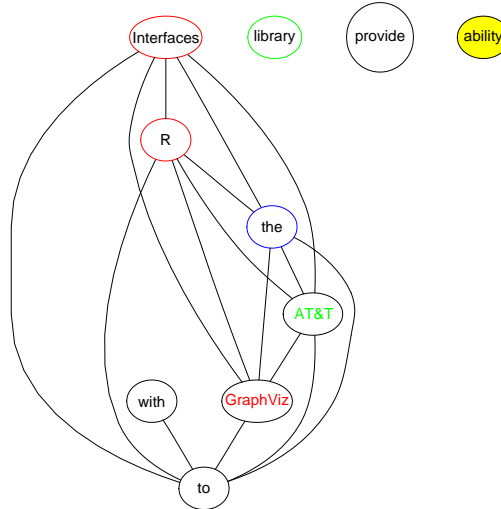 Interfaces
library
provide
ability
R
the
AT&T
GraphViz
with
to